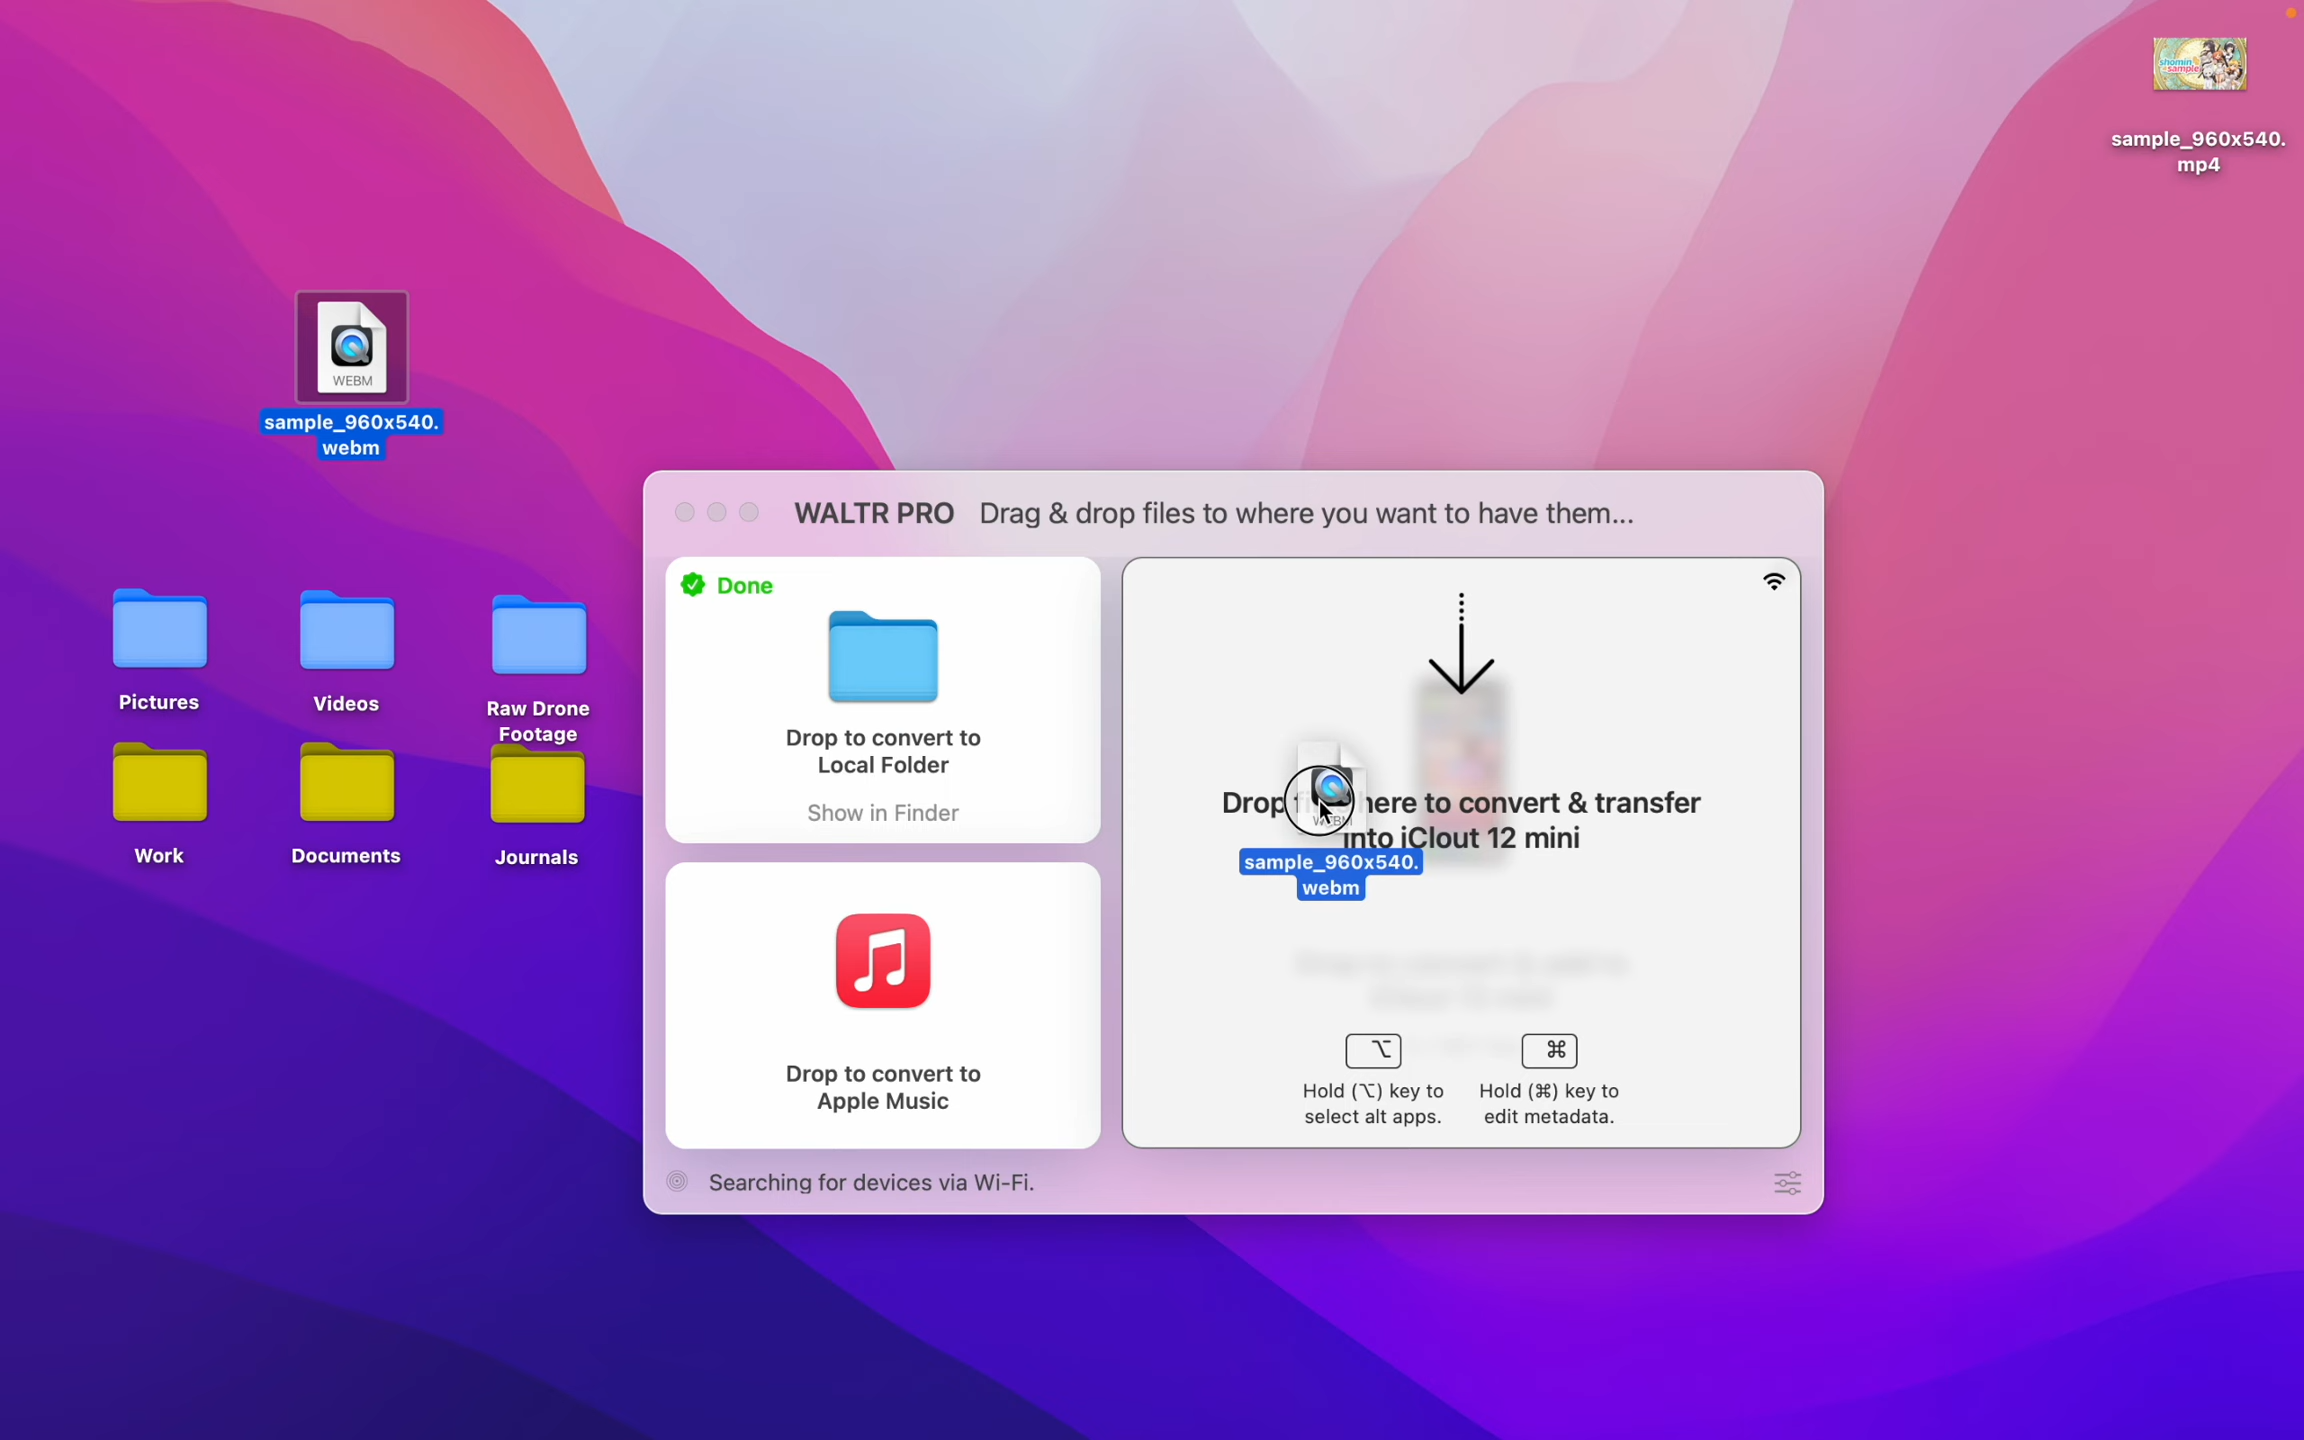 shomin
sample
sample_960x540.
mp4
WEBM
sample_960x540.
webm
WALTR PRO Drag & drop files to where you want to have them...
Done
Drop to convert to
Local Folder
Show in Finder
Pictures
Videos
Raw Drone
Footage
Drop here to convert & transfer
into iClout 12 mini
sample_960x540.
webm
Work
Documents
Journals
Drop to convert to
Apple Music
⌥
⌘
Hold (⌥) key to
select alt apps.
Hold (⌘) key to
edit metadata.
Searching for devices via Wi-Fi.